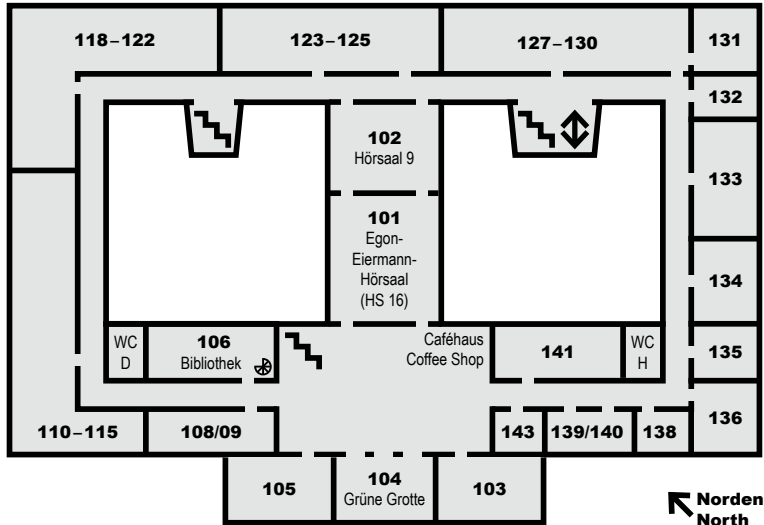 118–122
123–125
127–130
131
132
102
Hörsaal 9
133
101
Egon-
Eiermann-
Hörsaal
(HS 16)
134
WC
D
106
Bibliothek
Caféhaus
Coffee Shop
141
WC
H
135
110–115
108/09
143
139/140
138
136
105
104
Grüne Grotte
103
Norden
North